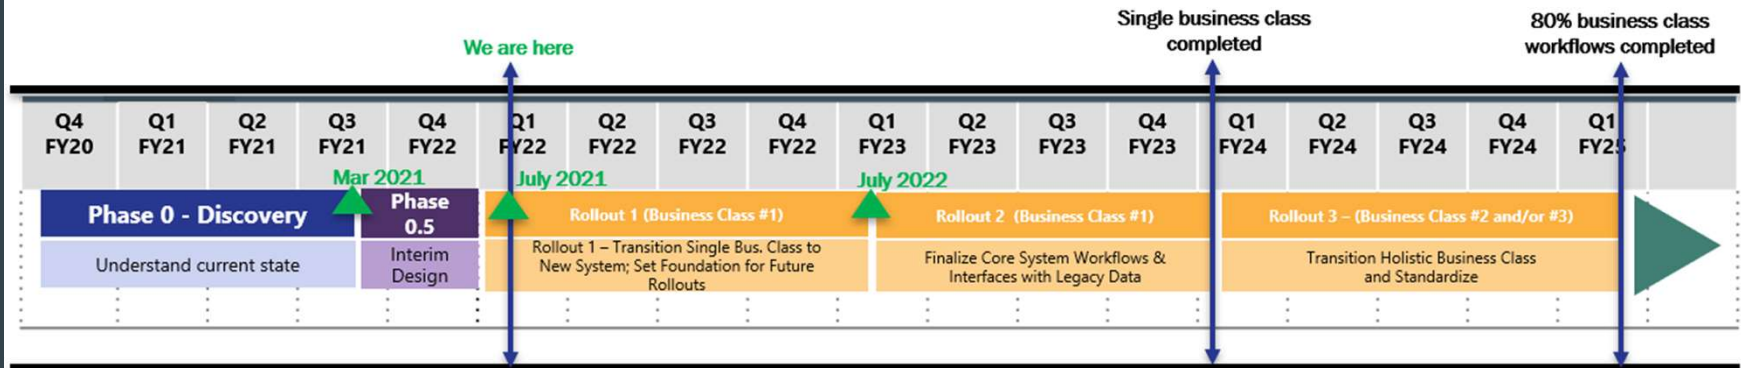 We are here
Single business class
completed
80% business class
workflows completed
Q4 Q1 Q2 Q3 Q4 Q1 Q2 Q3 Q4 Q1 Q2 Q3 Q4 Q1 Q2 Q3 Q4 Q1
FY20 FY21 FY21 FY21 FY22 FY22 FY22 FY22 FY22 FY23 FY23 FY23 FY23 FY24 FY24 FY24 FY24 FY25
Mar 2021
July 2021
July 2022
Phase 0 - Discovery
Phase
0.5
Rollout 1 (Business Class #1)
Rollout 2 (Business Class #1)
Rollout 3 – (Business Class #2 and/or #3)
Understand current state
Interim
Design
Rollout 1 – Transition Single Bus. Class to
New System; Set Foundation for Future
Rollouts
Finalize Core System Workflows &
Interfaces with Legacy Data
Transition Holistic Business Class
and Standardize